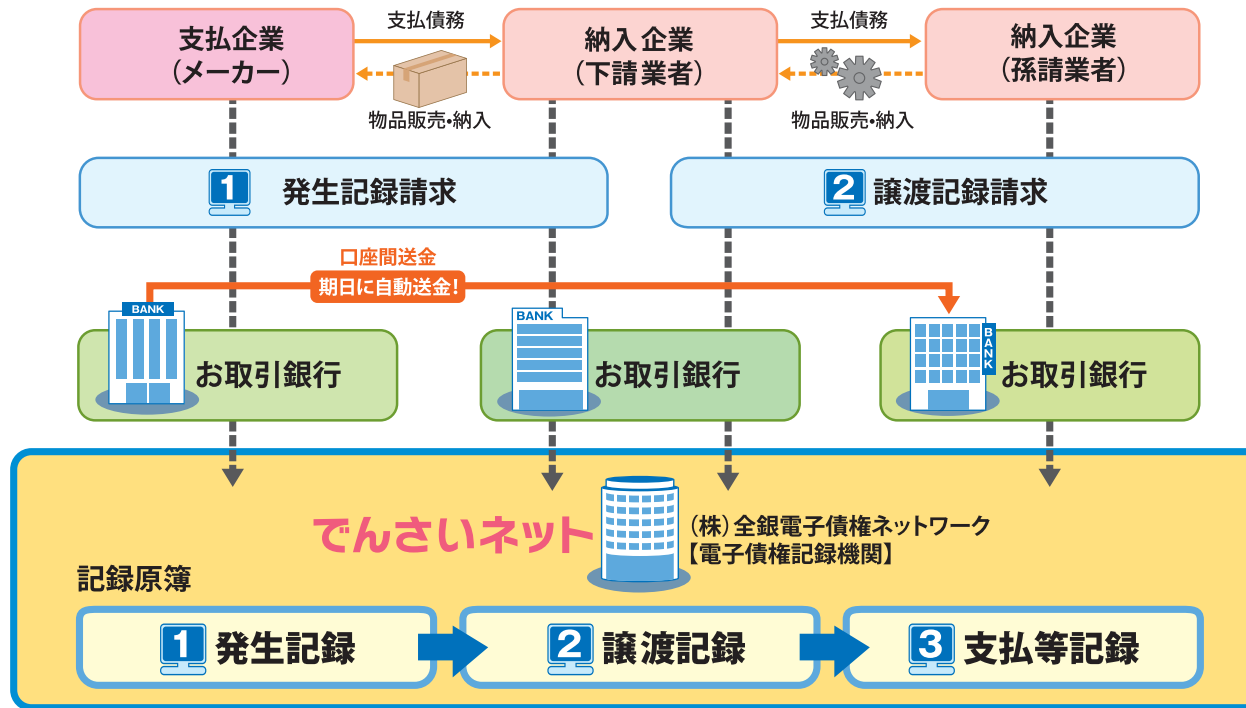 支払企業
(メーカー)
支払債務
物品販売・納入
納入企業
(下請業者)
支払債務
物品販売・納入
納入企業
(孫請業者)
1 発生記録請求
2 譲渡記録請求
口座間送金
期日に自動送金!
BANK
お取引銀行
BANK
お取引銀行
BANK
お取引銀行
でんさいネット
(株)全銀電子債権ネットワーク
【電子債権記録機関】
記録原簿
1 発生記録
2 譲渡記録
3 支払等記録